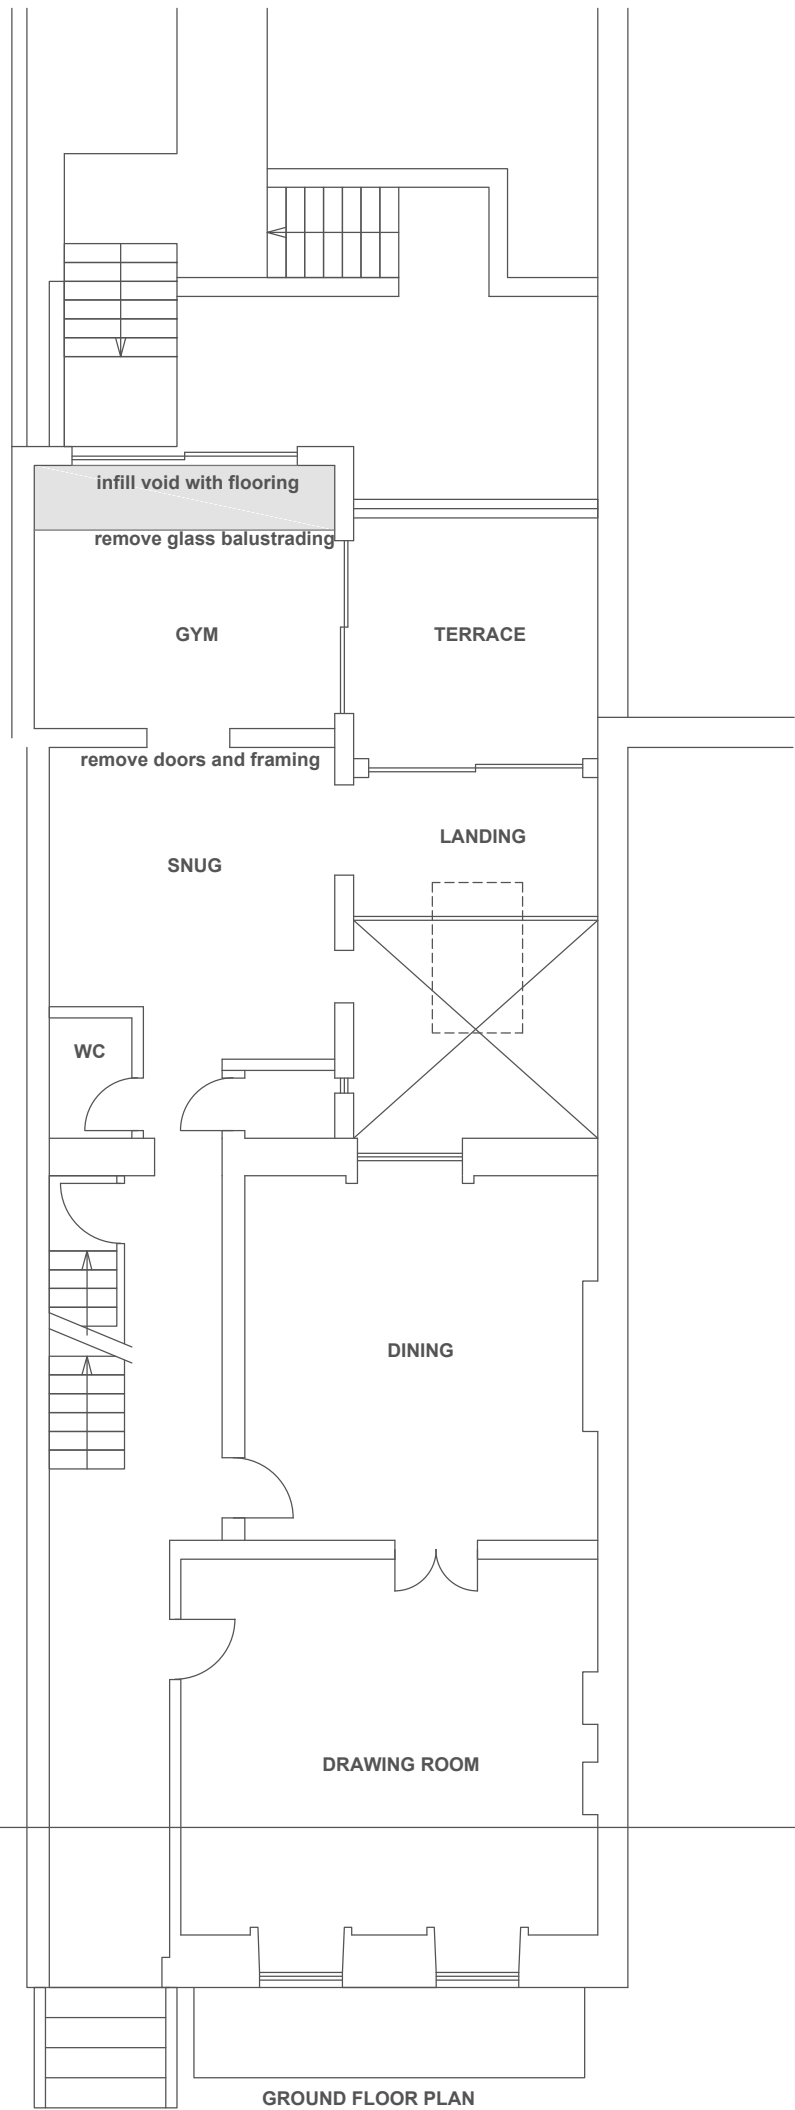 infill void with flooring
remove glass balustrading
GYM
TERRACE
remove doors and framing
LANDING
SNUG
WC
DINING
DRAWING ROOM
GROUND FLOOR PLAN